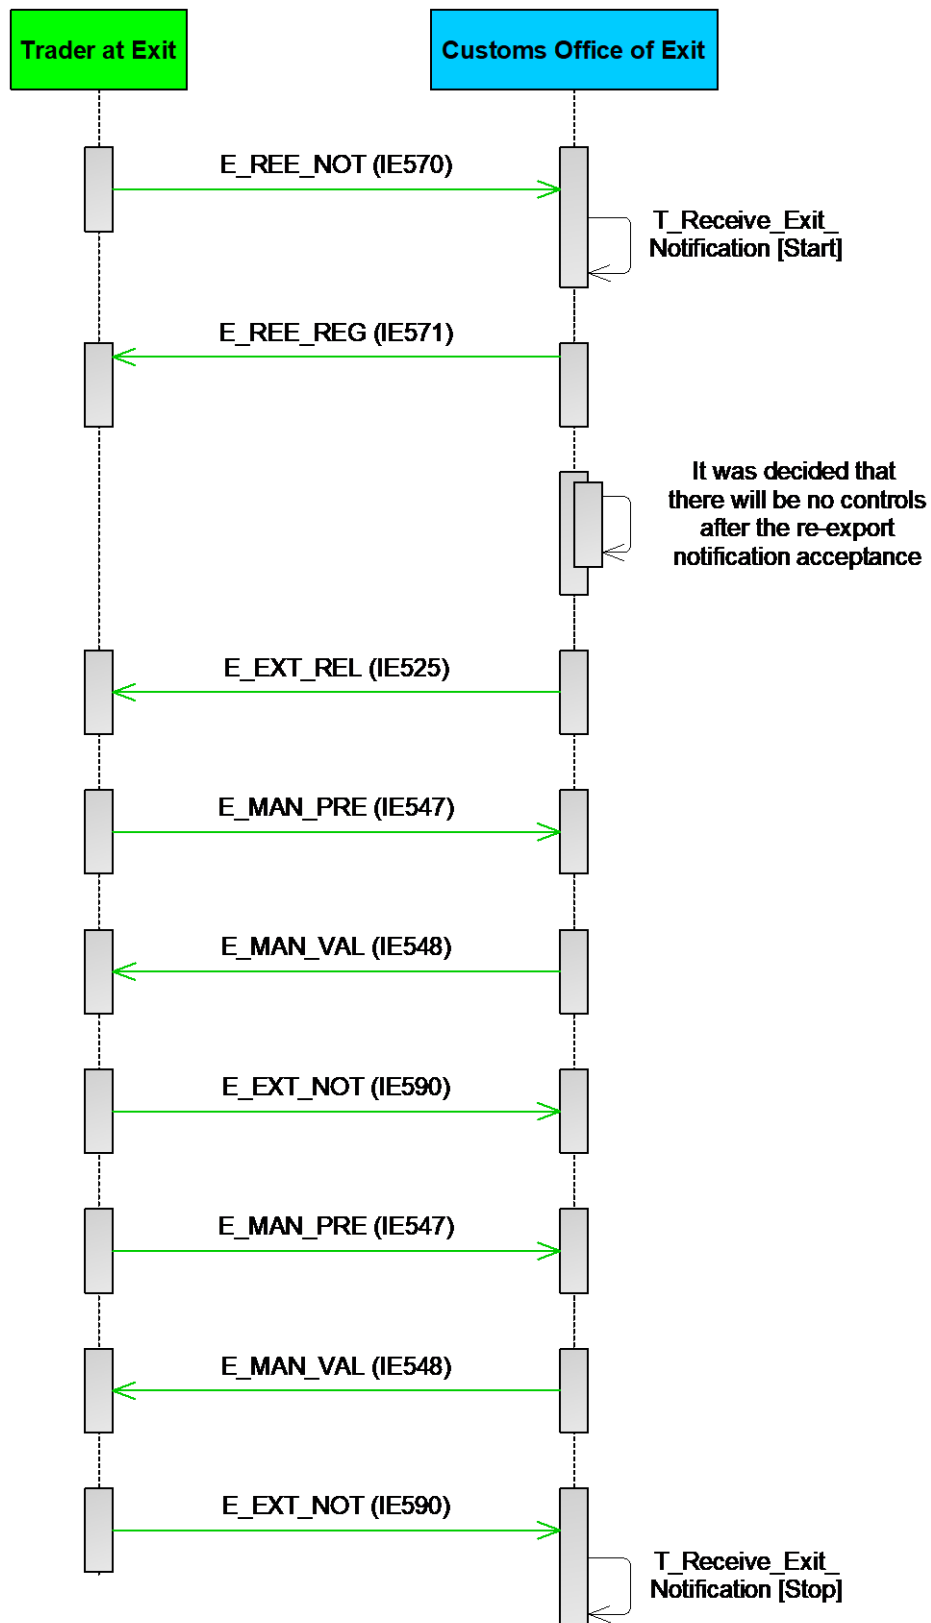 Trader at Exit
Customs Office of Exit
E_REE_NOT (IE570)
T_Receive_Exit_
Notification [Start]
E_REE_REG (IE571)
It was decided that
there will be no controls
after the re-export
notification acceptance
E_EXT_REL (IE525)
E_MAN_PRE (IE547)
E_MAN_VAL (IE548)
E_EXT_NOT (IE590)
E_MAN_PRE (IE547)
E_MAN_VAL (IE548)
E_EXT_NOT (IE590)
T_Receive_Exit_
Notification [Stop]